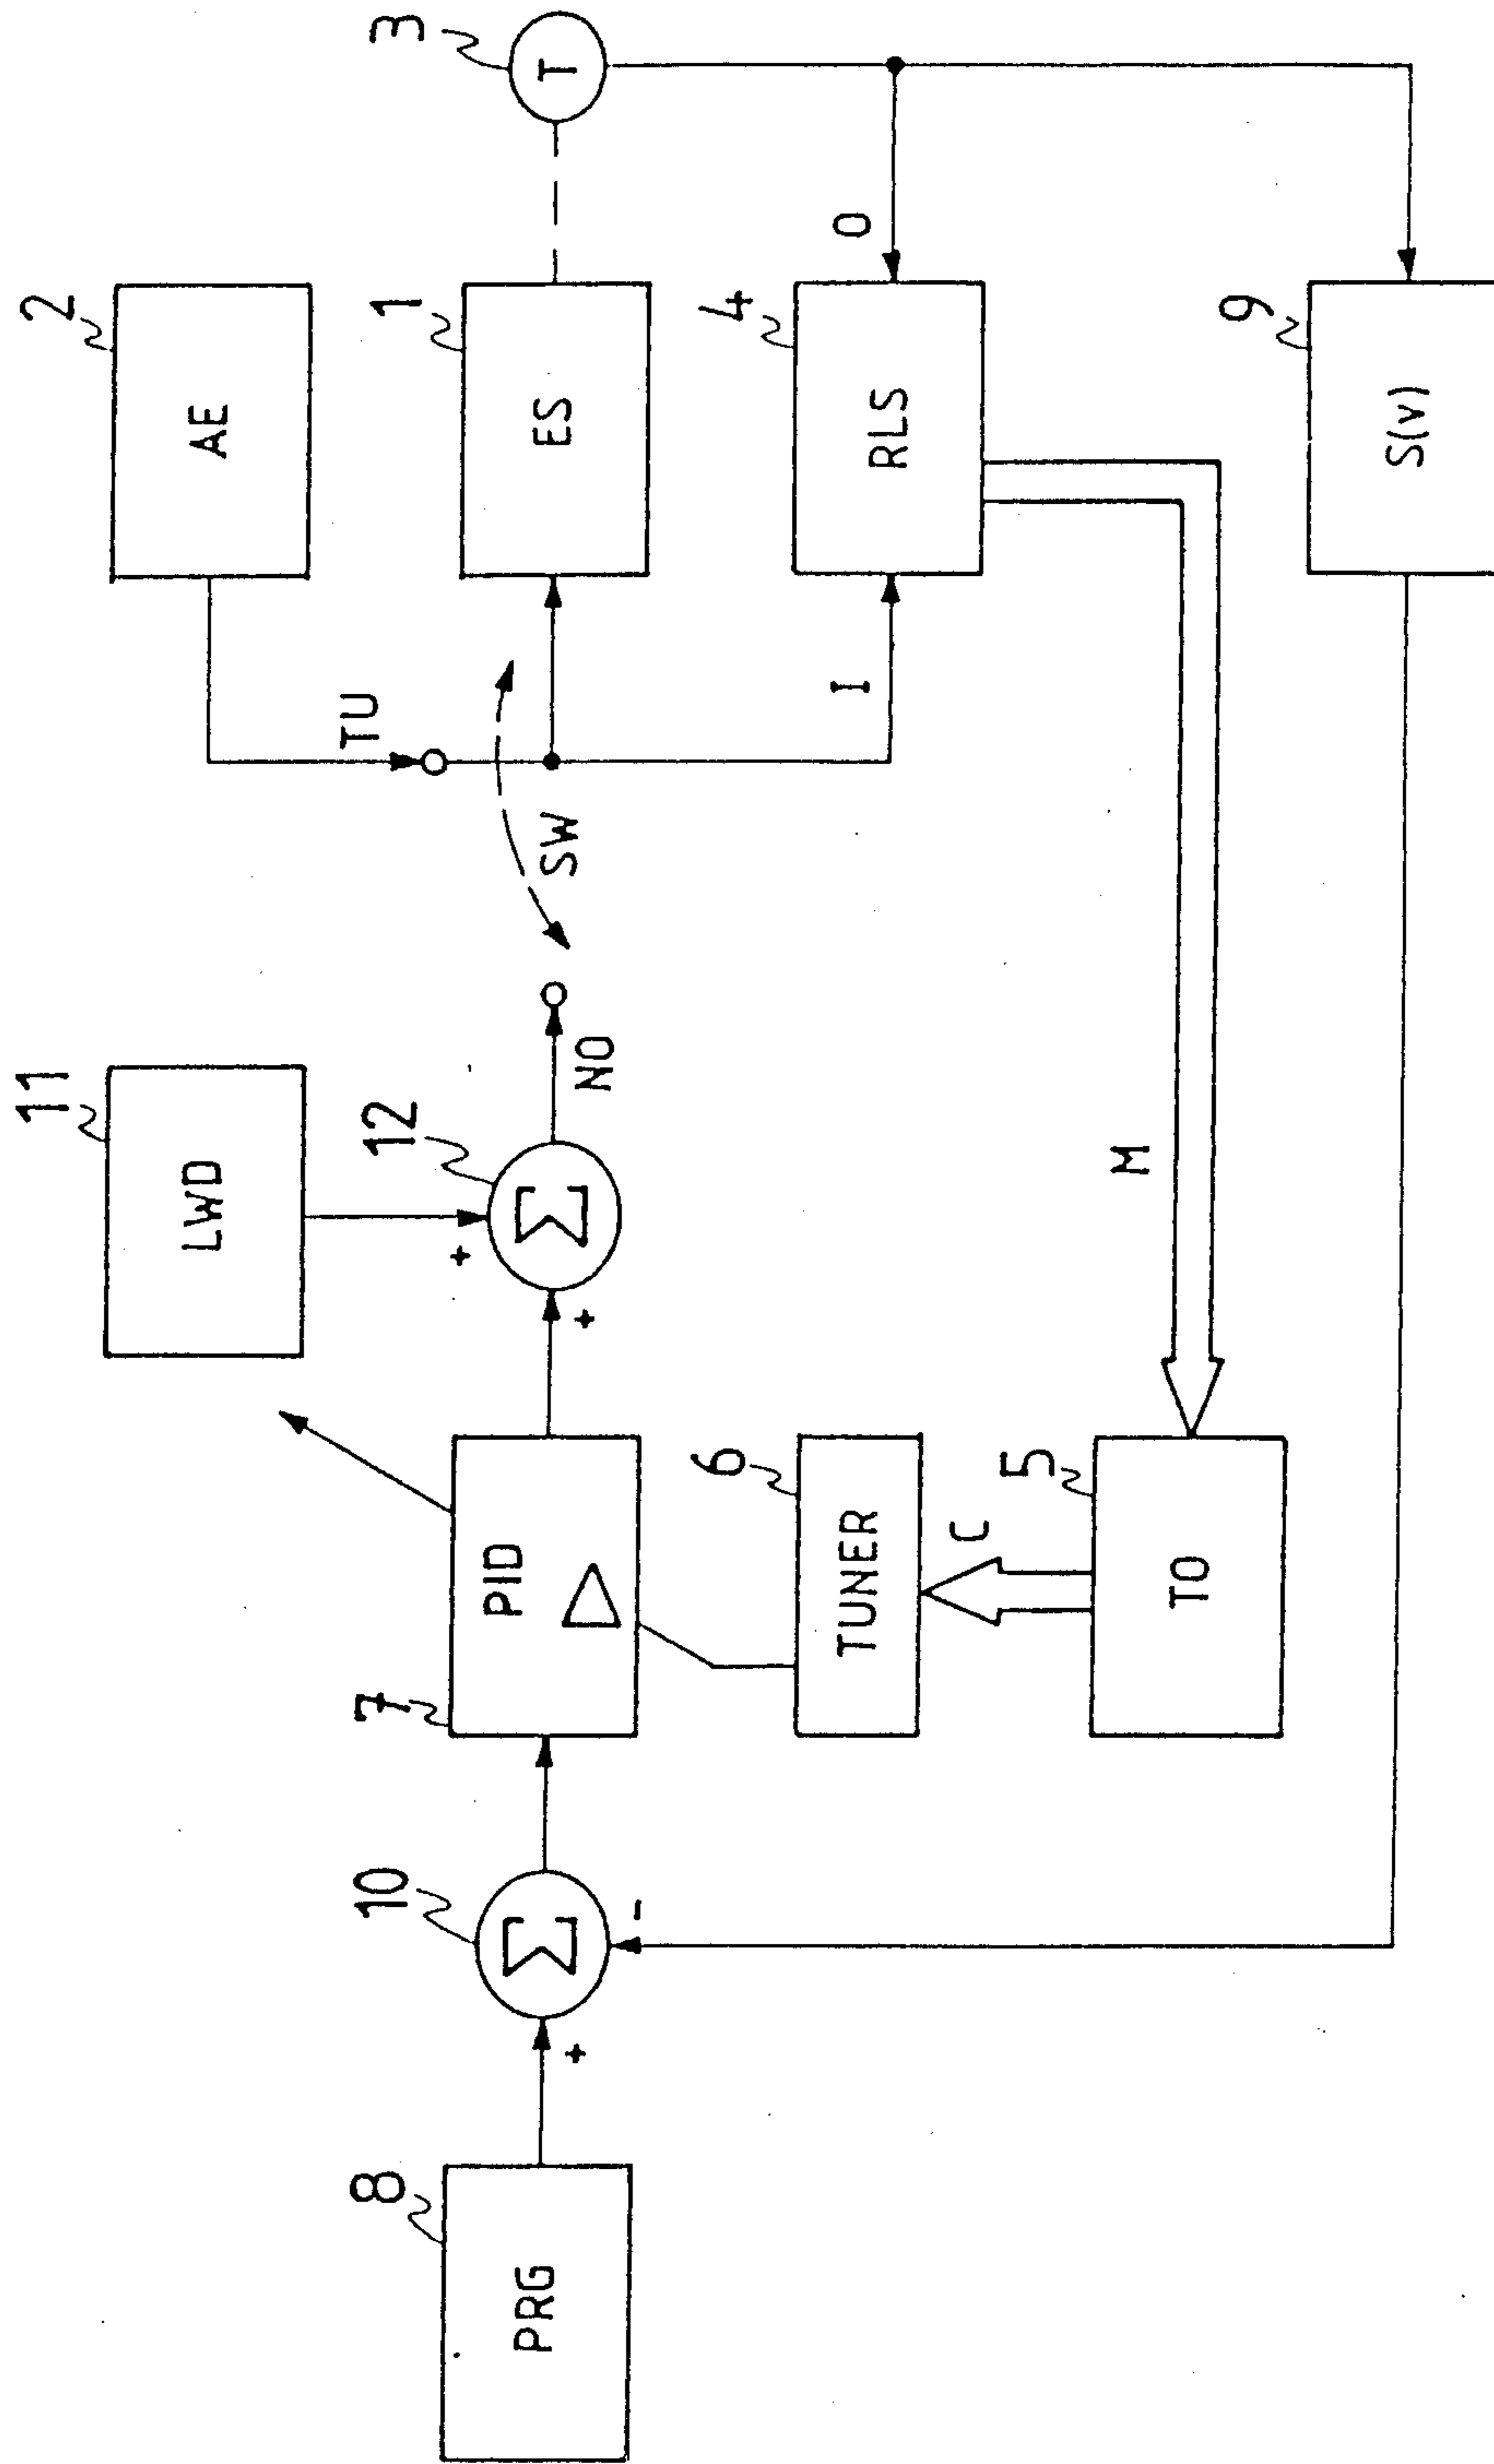 2
AE
11
LWD
TU
1
ES
3
T
12
Σ
+
+
NO
SW
7
PID
10
Σ
+
-
8
PRG
6
TUNER
I
4
RLS
O
C
5
TO
M
9
S(v)